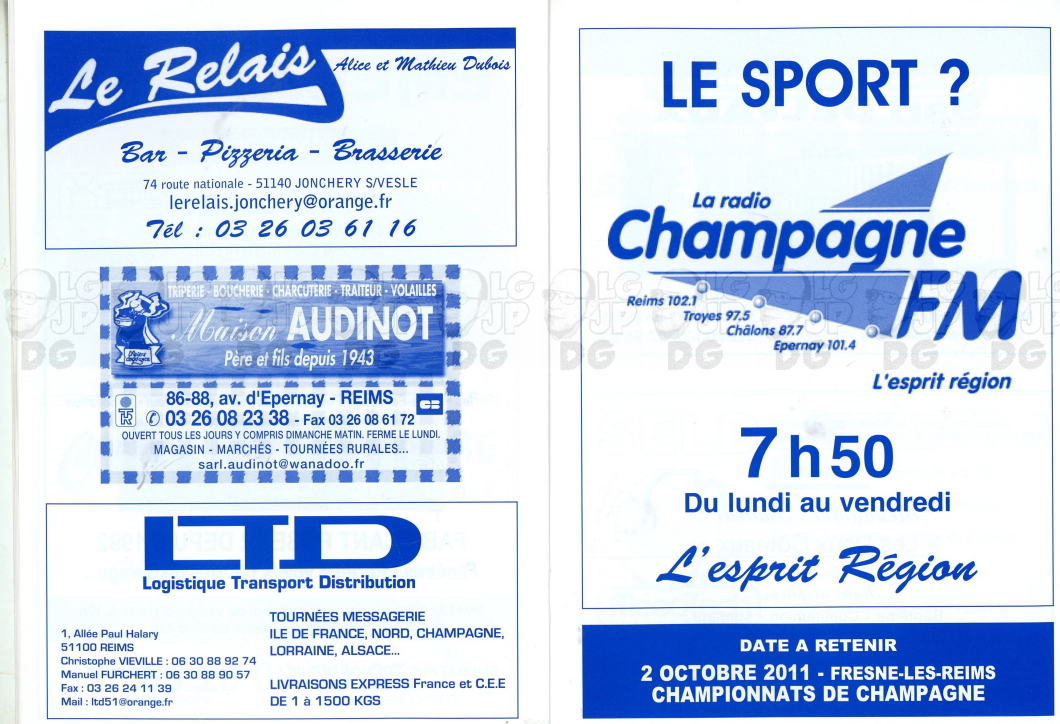 Le Relais
Alice et Mathieu Dubois
Bar - Pizzeria - Brasserie
74 route nationale - 51140 JONCHERY S/VESLE
lerelais.jonchery@orange.fr
Tél : 03 26 03 61 16
TRIPERIE - BOUCHERIE - CHARCUTERIE - TRAITEUR - VOLAILLES
Maison AUDINOT
Père et fils depuis 1943
86-88, av. d'Epernay - REIMS
03 26 08 23 38 - Fax 03 26 08 61 72
OUVERT TOUS LES JOURS Y COMPRIS DIMANCHE MATIN. FERME LE LUNDI.
MAGASIN - MARCHÉS - TOURNÉES RURALES...
sarl.audinot@wanadoo.fr
LTD
Logistique Transport Distribution
1, Allée Paul Halary
51100 REIMS
Christophe VIEVILLE : 06 30 88 92 74
Manuel FURCHERT : 06 30 88 90 57
Fax : 03 26 24 11 39
Mail : ltd51@orange.fr
TOURNÉES MESSAGERIE
ILE DE FRANCE, NORD, CHAMPAGNE,
LORRAINE, ALSACE...
LIVRAISONS EXPRESS France et C.E.E
DE 1 à 1500 KGS
LE SPORT ?
La radio
Champagne
FM
Reims 102.1
Troyes 97.5
Châlons 87.7
Epernay 101.4
L'esprit région
7 h 50
Du lundi au vendredi
L'esprit Région
DATE A RETENIR
2 OCTOBRE 2011 - FRESNE-LES-REIMS
CHAMPIONNATS DE CHAMPAGNE
LG
JP
DG